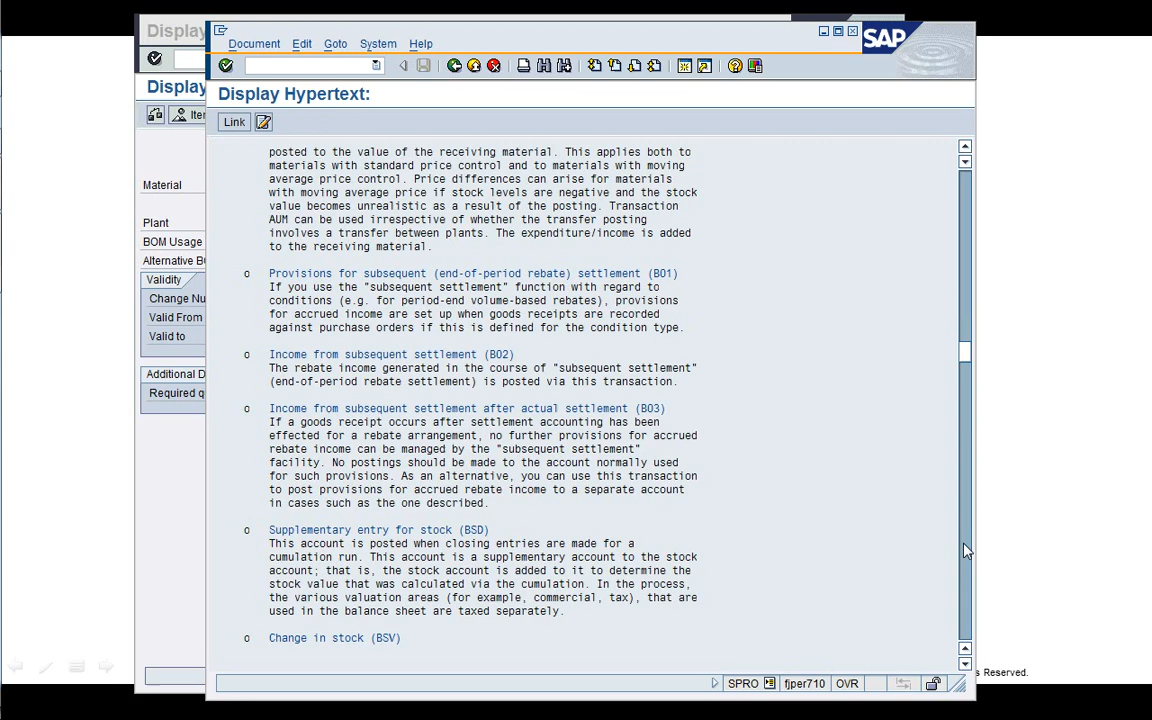 Display
Document Edit Goto System Help
SAP
Display
Display Hypertext:
Link
Material
Plant
BOM Usage
Validity
Valid From
Valid to
posted to the value of the receiving material. This applies both to
materials with standard price control and to materials with moving
average price control. Price differences can arise for materials
with moving average price if stock levels are negative and the stock
value becomes unrealistic as a result of the posting. Transaction
AUM can be used irrespective of whether the transfer posting
involves a transfer between plants. The expenditure/income is added
to the receiving material.
o Provisions for subsequent (end-of-period rebate) settlement (BO1)
If you use the "subsequent settlement" function with regard to
conditions (e.g. for period-end volume-based rebates), provisions
for accrued income are set up when goods receipts are recorded
against purchase orders if this is defined for the condition type.
o Income from subsequent settlement (BO2)
The rebate income generated in the course of "subsequent settlement"
(end-of-period rebate settlement) is posted via this transaction.
o Income from subsequent settlement after actual settlement (BO3)
If a goods receipt occurs after settlement accounting has been
effected for a rebate arrangement, no further provisions for accrued
rebate income can be managed by the "subsequent settlement"
facility. No postings should be made to the account normally used
for such provisions. As an alternative, you can use this transaction
to post provisions for accrued rebate income to a separate account
in cases such as the one described.
o Supplementary entry for stock (BSD)
This account is posted when closing entries are made for a
cumulation run. This account is a supplementary account to the stock
account; that is, the stock account is added to it to determine the
stock value that was calculated via the cumulation. In the process,
the various valuation areas (for example, commercial, tax), that are
used in the balance sheet are taxed separately.
o Change in stock (BSV)
s Reserved.
SPRO fjper710 OVR